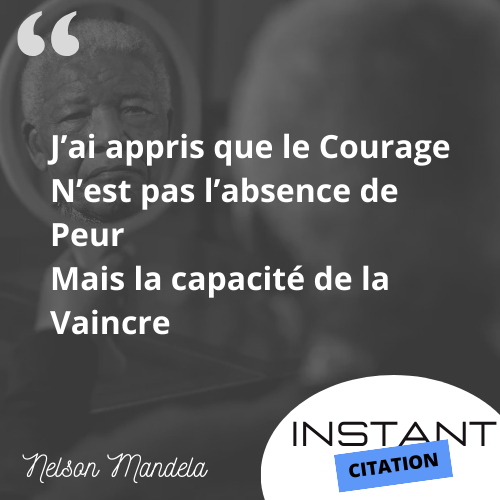 “
J’ai appris que le Courage
N’est pas l’absence de
Peur
Mais la capacité de la
Vaincre
Nelson Mandela
INSTANT
CITATION